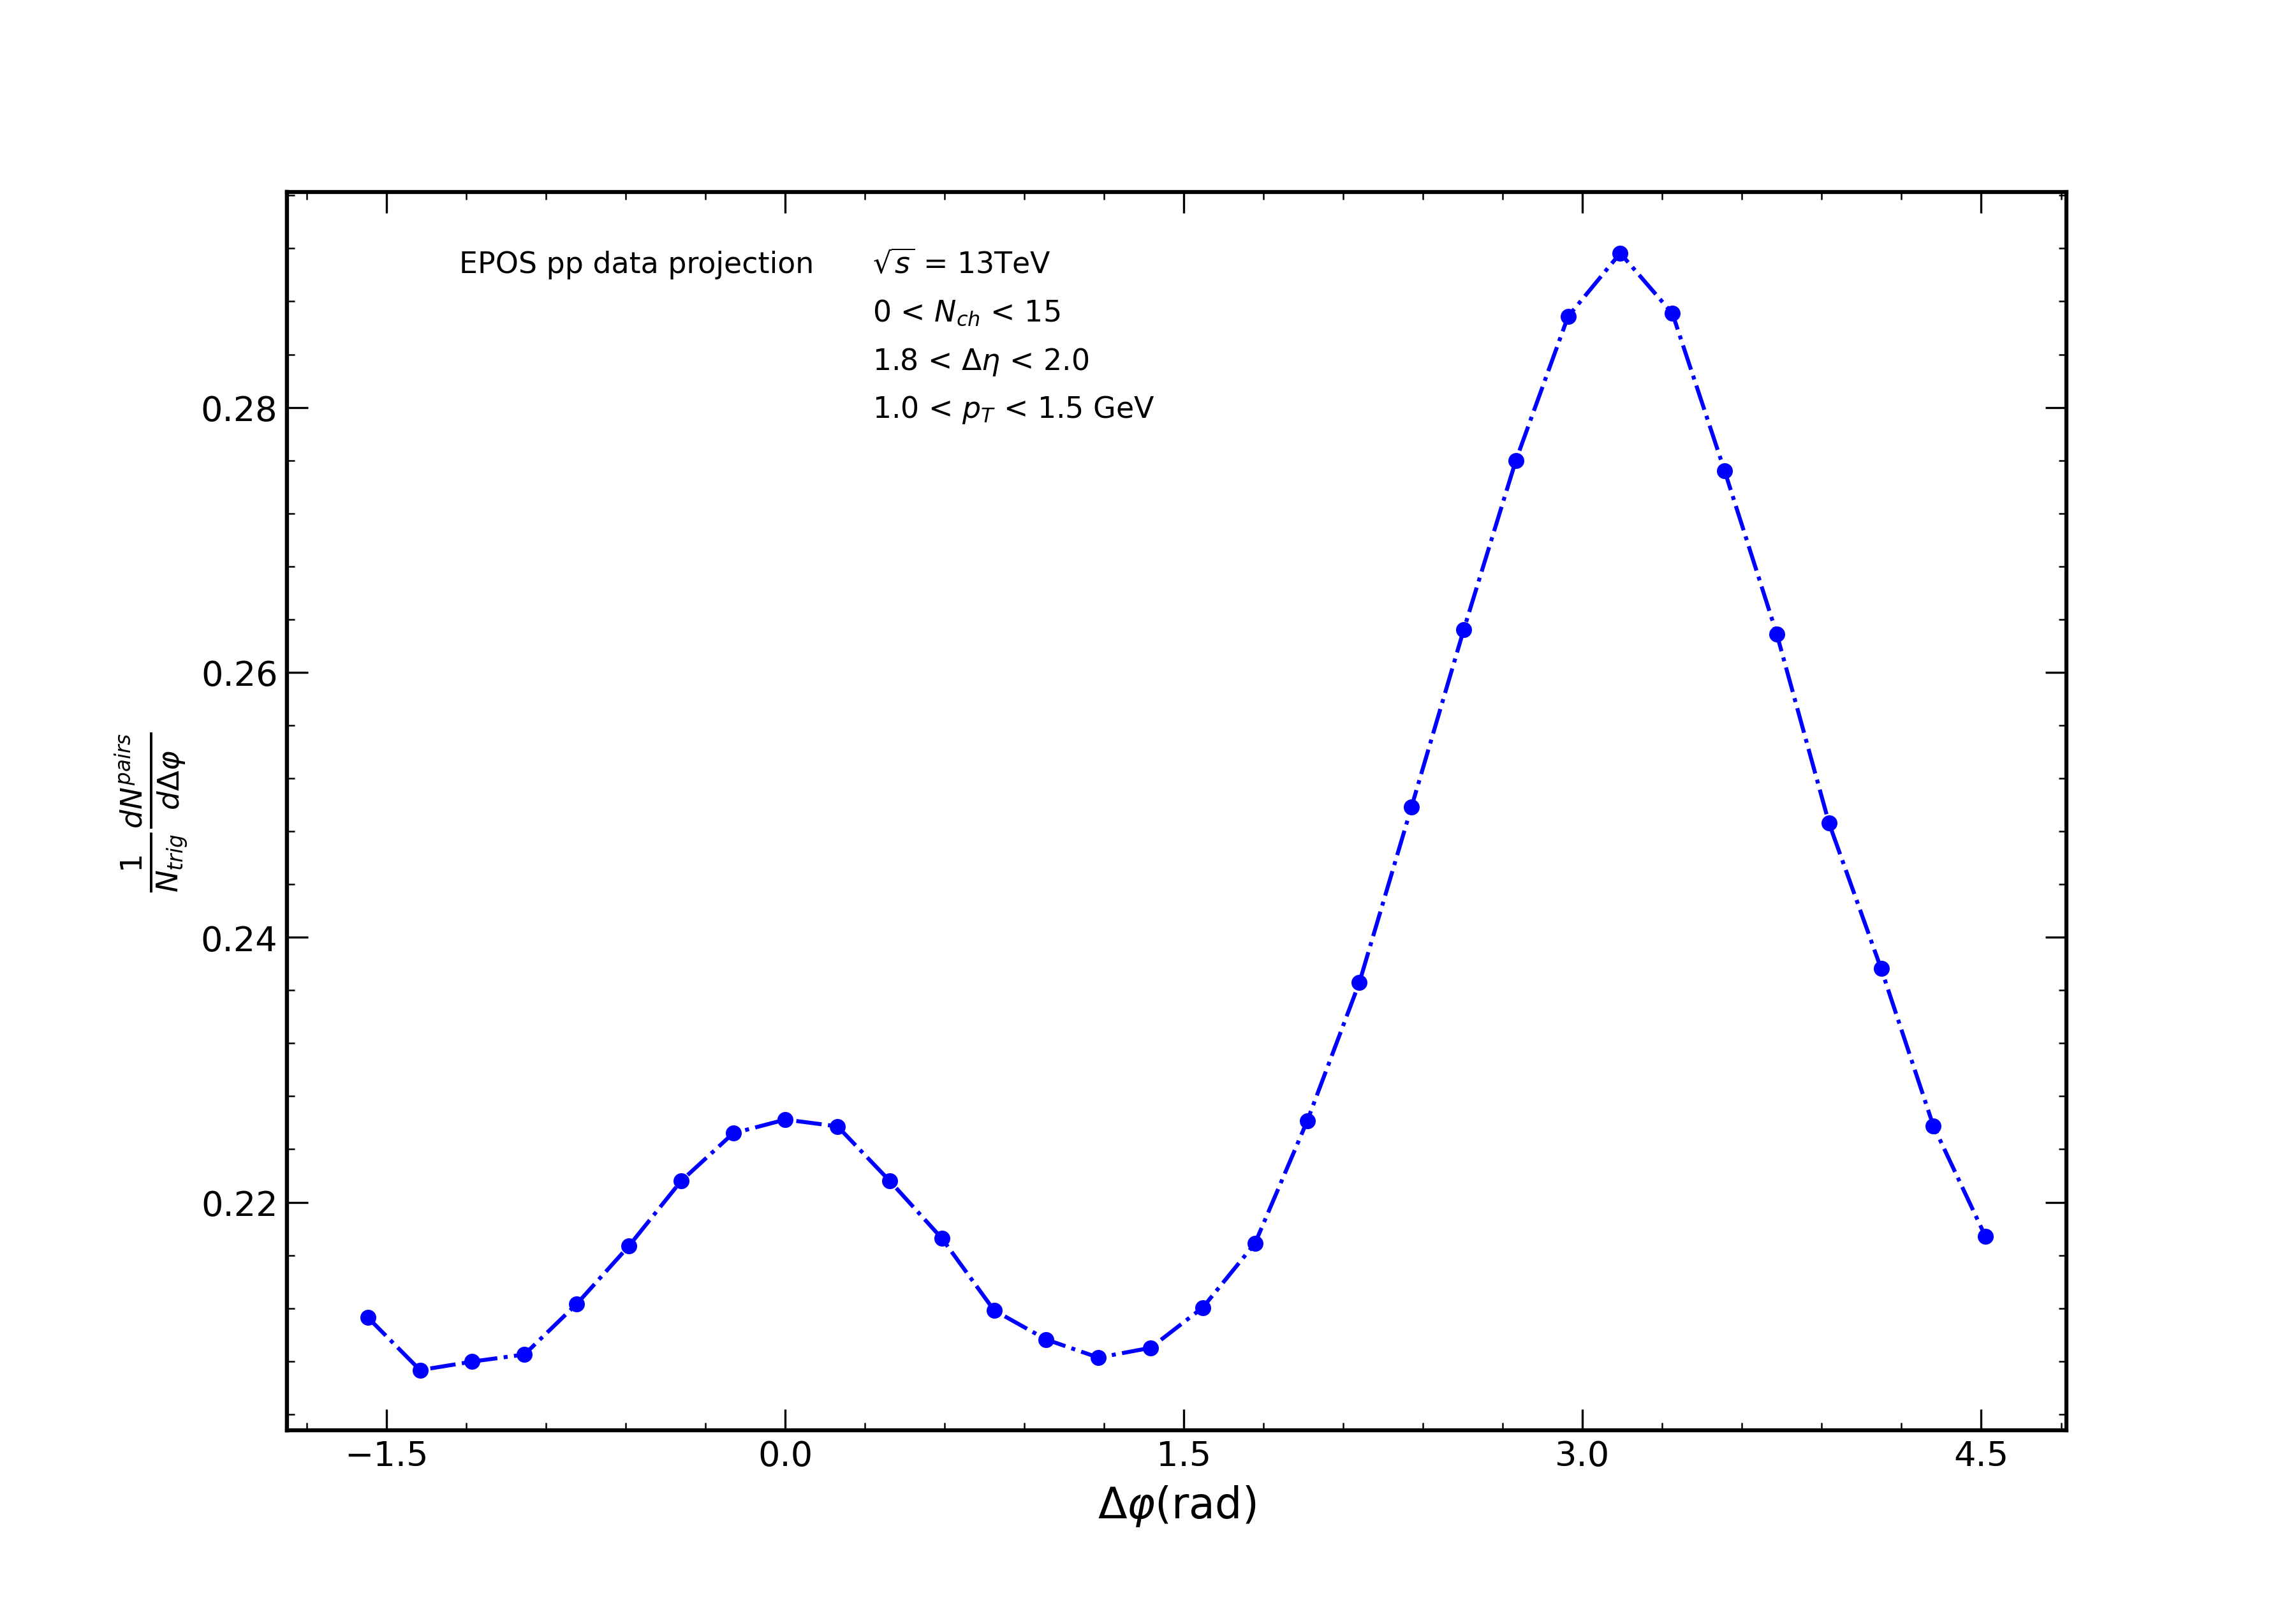 EPOS pp data projection √s = 13TeV
0 < N_ch < 15
1.8 < Δη < 2.0
1.0 < p_T < 1.5 GeV
0.28
0.26
0.24
0.22
1/N_trig dN^pairs/dΔφ
−1.5 0.0 1.5 3.0 4.5
Δφ(rad)